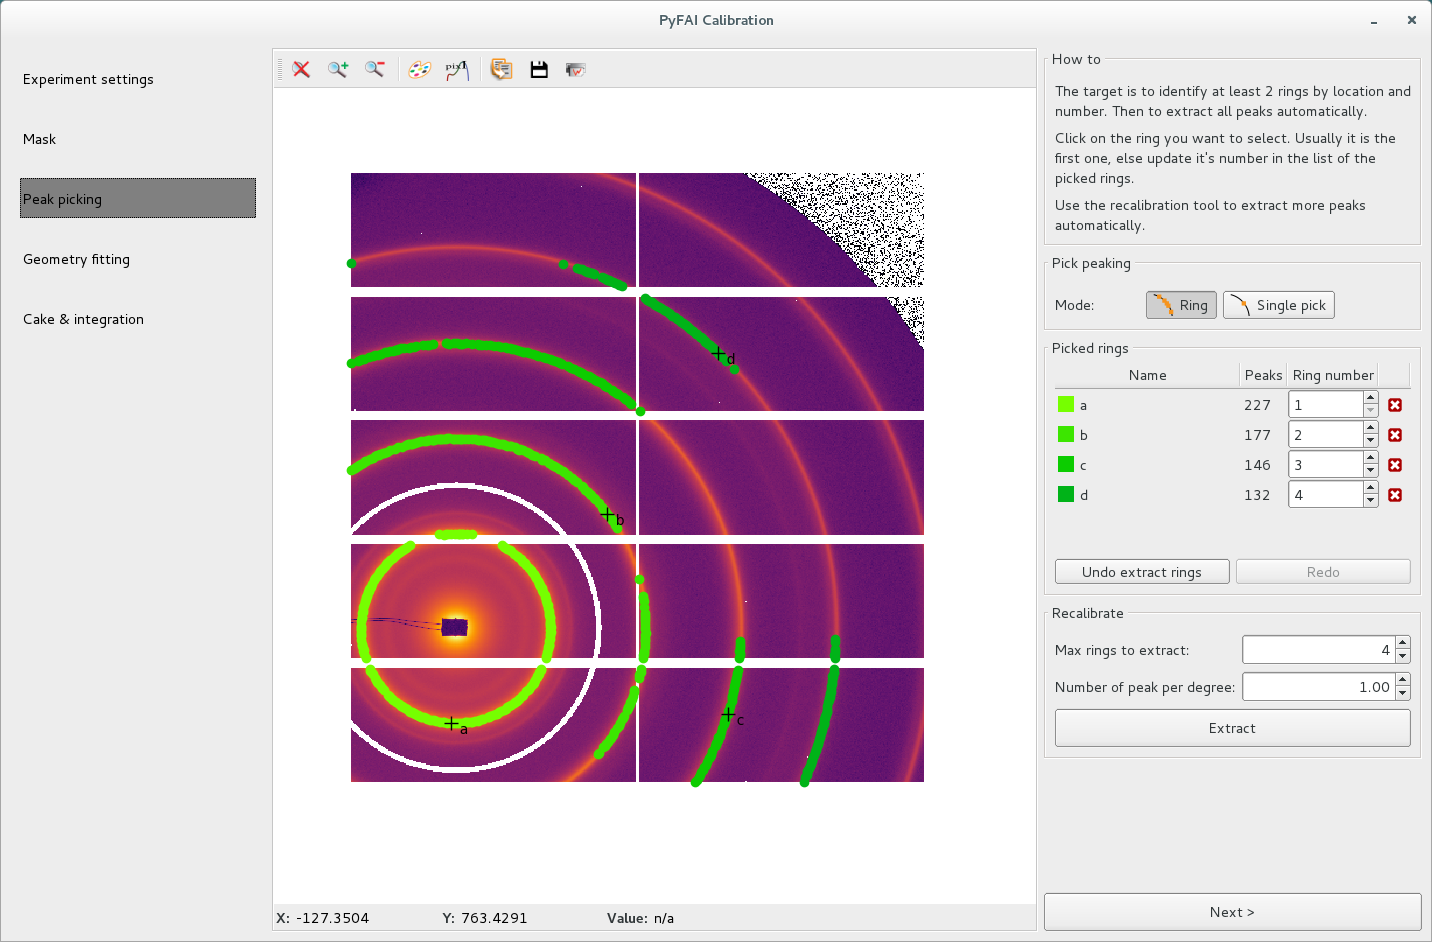 PyFAI Calibration
Experiment settings
Mask
Peak picking
Geometry fitting
Cake & integration
pix
d
b
a
c
X: -127.3504 Y: 763.4291 Value: n/a
How to
The target is to identify at least 2 rings by location and
number. Then to extract all peaks automatically.
Click on the ring you want to select. Usually it is the
first one, else update it's number in the list of the
picked rings.
Use the recalibration tool to extract more peaks
automatically.
Pick peaking
Mode: Ring Single pick
Picked rings
Name Peaks Ring number
a 227 1
b 177 2
c 146 3
d 132 4
Undo extract rings Redo
Recalibrate
Max rings to extract: 4
Number of peak per degree: 1.00
Extract
Next >